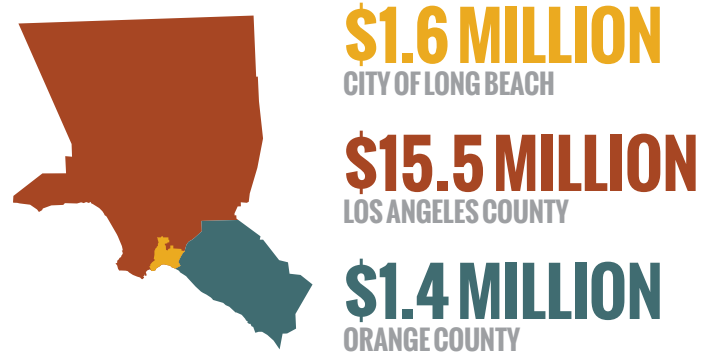 $1.6 MILLION
CITY OF LONG BEACH
$15.5 MILLION
LOS ANGELES COUNTY
$1.4 MILLION
ORANGE COUNTY